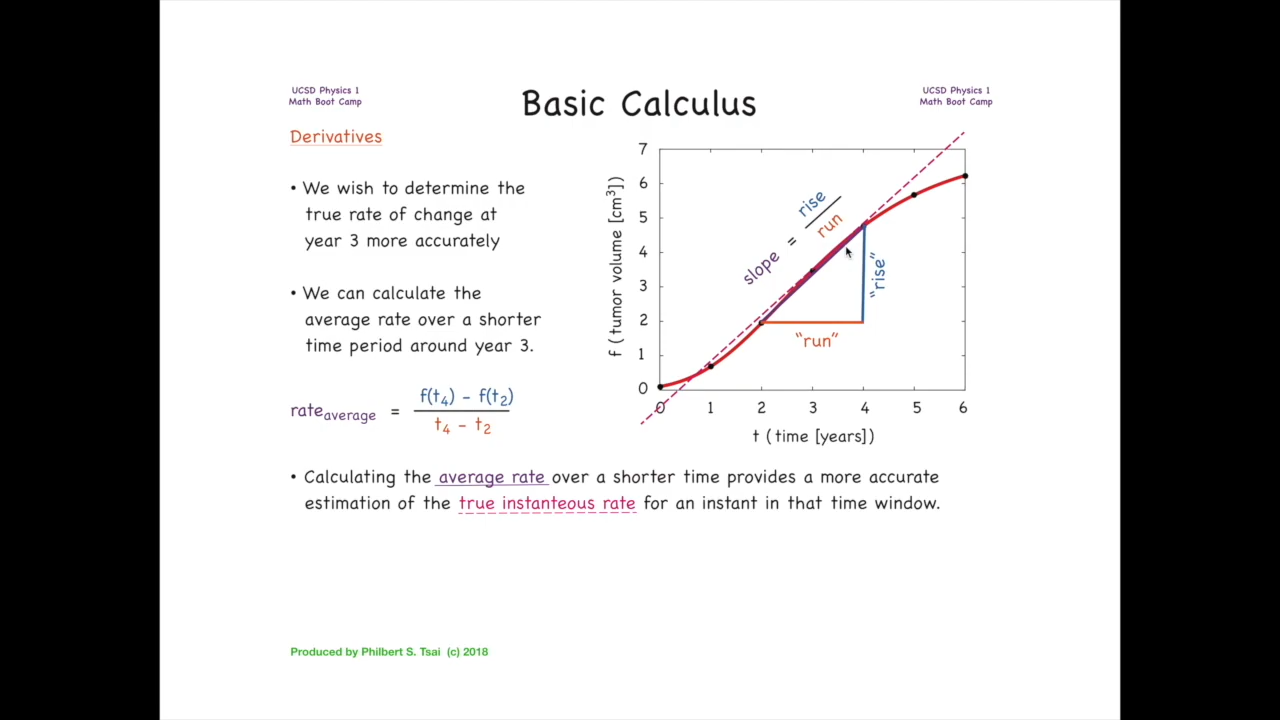 UCSD Physics 1
Math Boot Camp
Basic Calculus
UCSD Physics 1
Math Boot Camp
Derivatives
• We wish to determine the
true rate of change at
year 3 more accurately
• We can calculate the
average rate over a shorter
time period around year 3.
rate_average = f(t₄) - f(t₂)
t₄ - t₂
7
6
5
4
3
2
1
0
f (tumor volume [cm³])
slope = rise
run
"rise"
"run"
0 1 2 3 4 5 6
t (time [years])
• Calculating the average rate over a shorter time provides a more accurate
estimation of the true instanteous rate for an instant in that time window.
Produced by Philbert S. Tsai (c) 2018